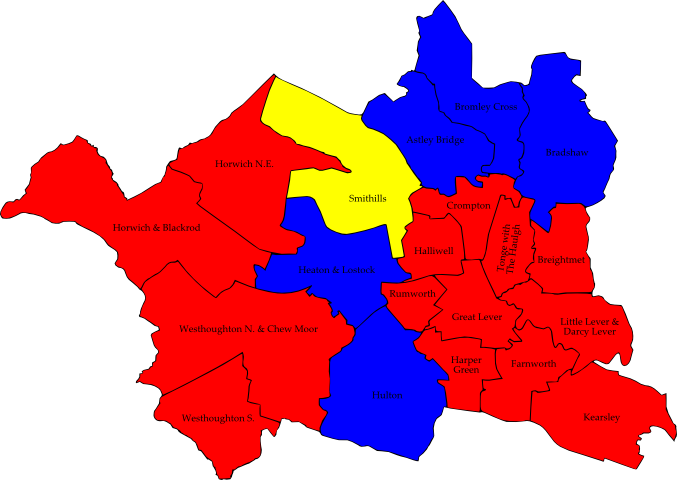 Bromley Cross
Astley Bridge
Bradshaw
Horwich N.E.
Smithills
Crompton
Horwich & Blackrod
Halliwell
Tonge with
The Haulgh
Breightmet
Heaton & Lostock
Rumworth
Great Lever
Westhoughton N. & Chew Moor
Little Lever &
Darcy Lever
Harper
Green
Farnworth
Hulton
Westhoughton S.
Kearsley